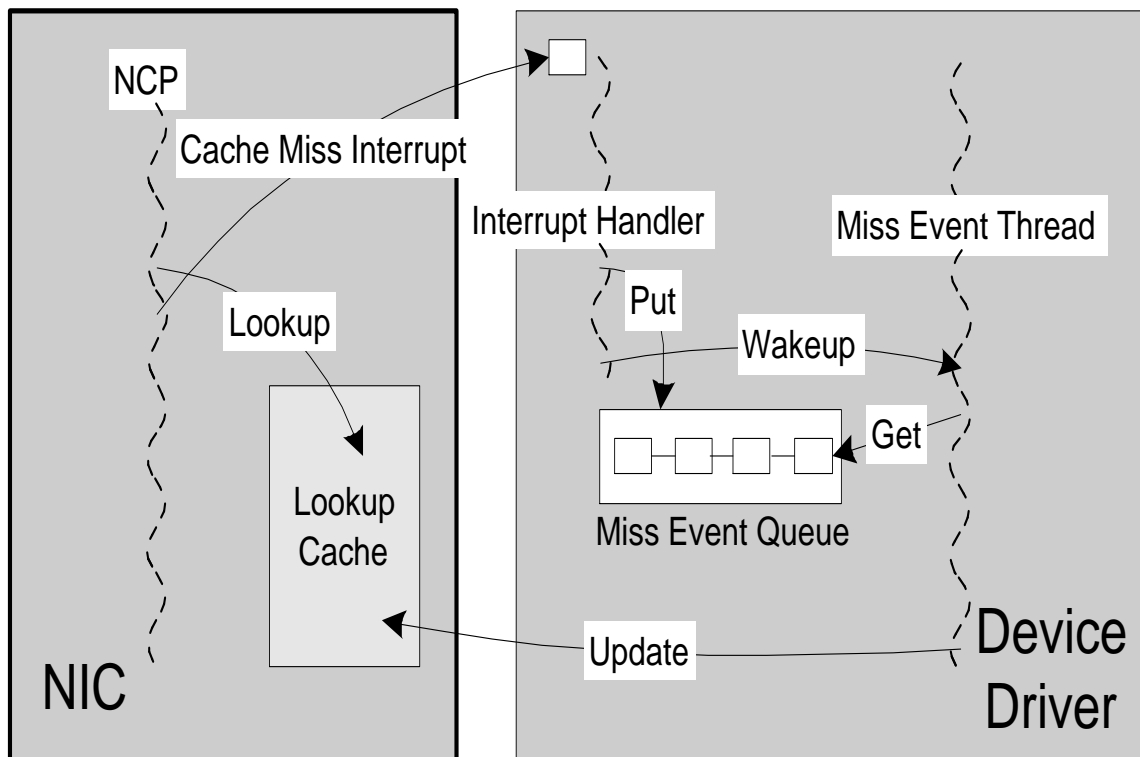 NCP
Cache Miss Interrupt
Interrupt Handler
Miss Event Thread
Put
Lookup
Wakeup
Get
Lookup
Cache
Miss Event Queue
Update
NIC
Device
Driver